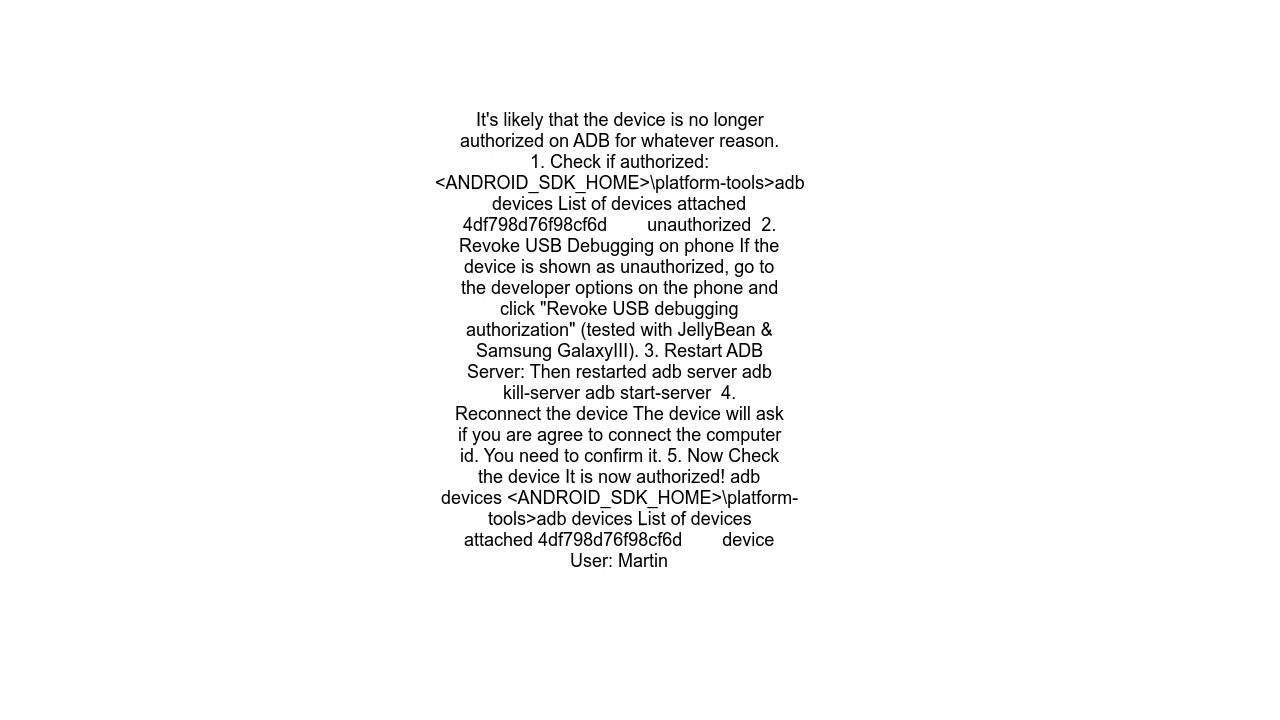 It's likely that the device is no longer
authorized on ADB for whatever reason.
1. Check if authorized:
<ANDROID_SDK_HOME>\platform-tools>adb
devices List of devices attached
4df798d76f98cf6d        unauthorized  2.
Revoke USB Debugging on phone If the
device is shown as unauthorized, go to
the developer options on the phone and
click "Revoke USB debugging
authorization" (tested with JellyBean &
Samsung GalaxyIII). 3. Restart ADB
Server: Then restarted adb server adb
kill-server adb start-server  4.
Reconnect the device The device will ask
if you are agree to connect the computer
id. You need to confirm it. 5. Now Check
the device It is now authorized! adb
devices <ANDROID_SDK_HOME>\platform-
tools>adb devices List of devices
attached 4df798d76f98cf6d        device
User: Martin